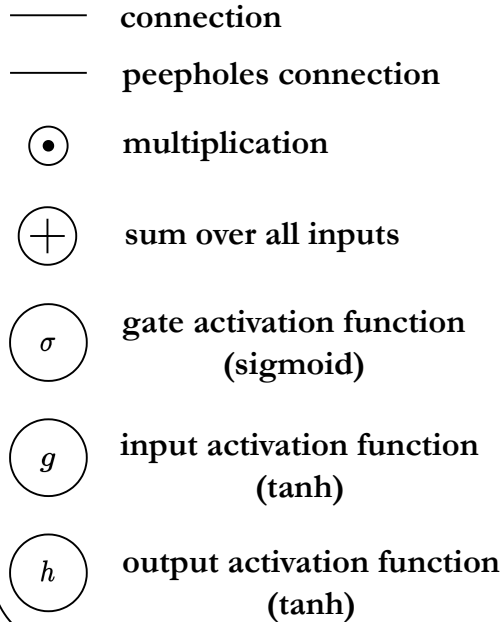 connection
peepholes connection
multiplication
sum over all inputs
σ gate activation function
(sigmoid)
g input activation function
(tanh)
h output activation function
(tanh)